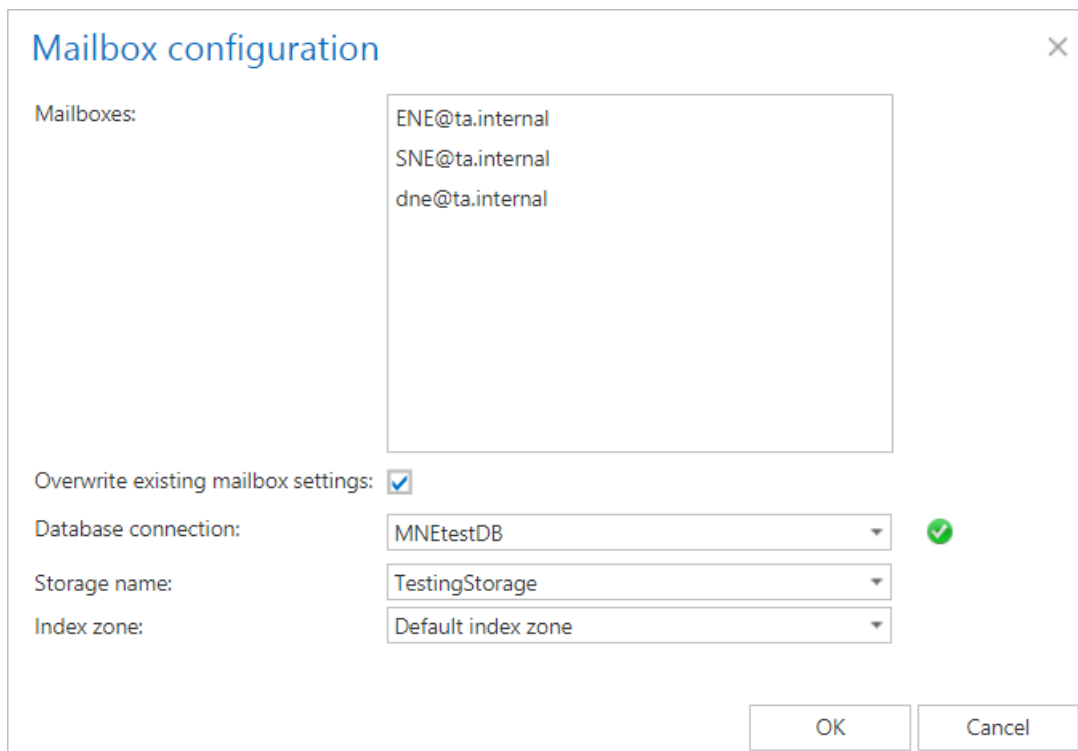 Mailbox configuration
Mailboxes:
ENE@ta.internal
SNE@ta.internal
dne@ta.internal
Overwrite existing mailbox settings:
Database connection:
MNEtestDB
Storage name:
TestingStorage
Index zone:
Default index zone
OK
Cancel